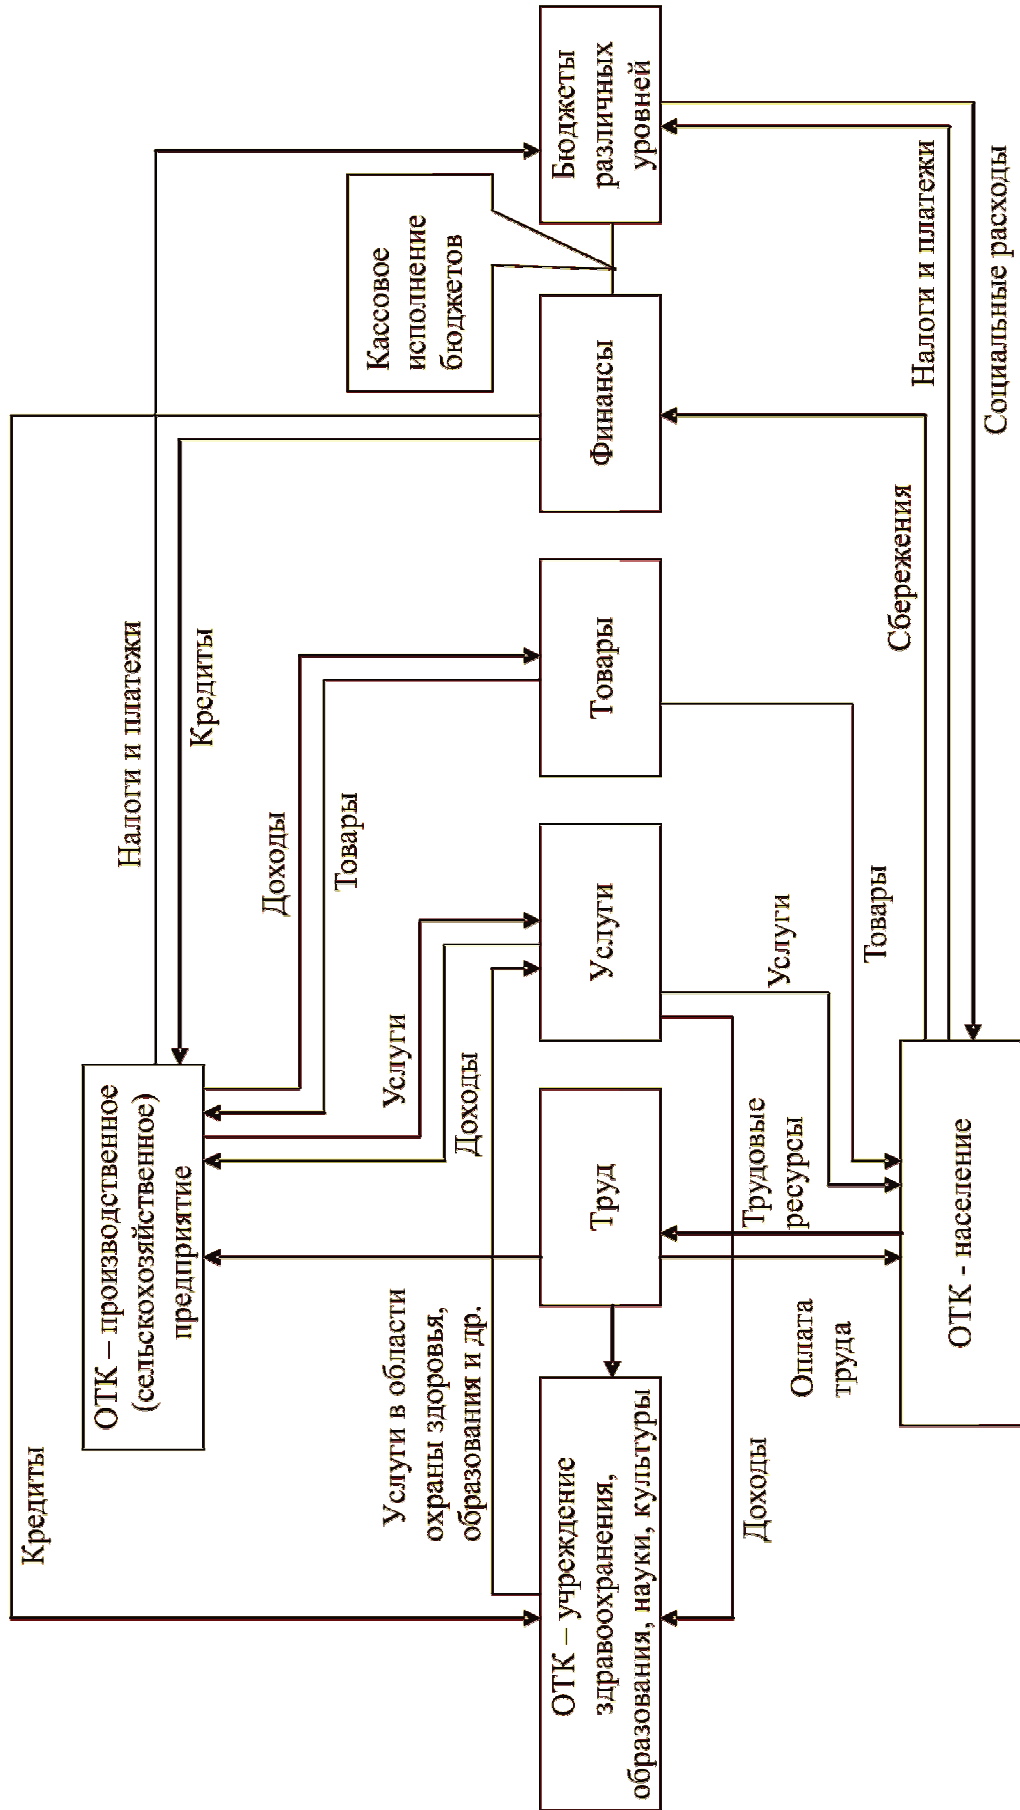 Кредиты
ОТК – производственное
(сельскохозяйственное)
предприятие
Налоги и платежи
Кредиты
Доходы
Товары
Услуги
Доходы
Услуги в области
охраны здоровья,
образования и др.
Кассовое
исполнение
бюджетов
ОТК – учреждение
здравоохранения,
образования, науки, культуры
Труд
Услуги
Товары
Финансы
Бюджеты
различных
уровней
Доходы
Оплата
труда
Трудовые
ресурсы
Услуги
Товары
Сбережения
Налоги и платежи
Социальные расходы
ОТК - население